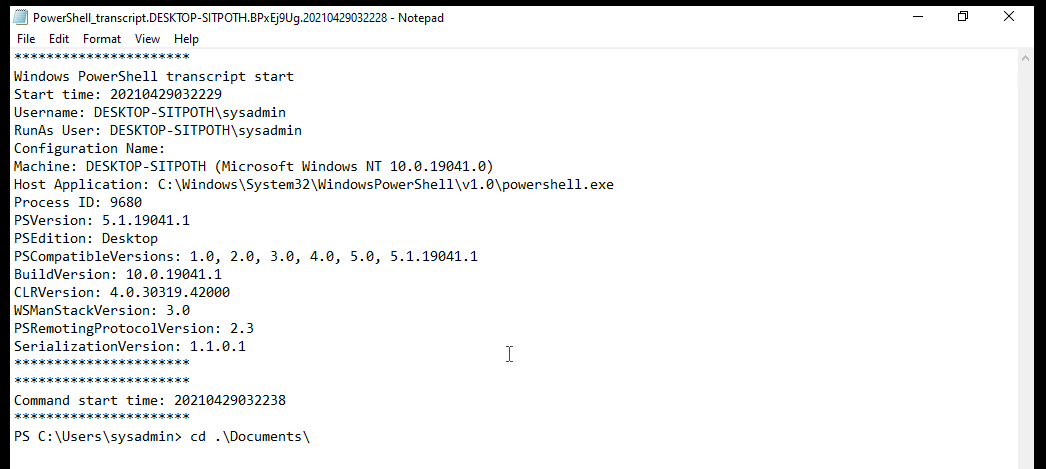 PowerShell_transcript.DESKTOP-SITPOTH.BPxEj9Ug.20210429032228 - Notepad
File Edit Format View Help
**********************
Windows PowerShell transcript start
Start time: 20210429032229
Username: DESKTOP-SITPOTH\sysadmin
RunAs User: DESKTOP-SITPOTH\sysadmin
Configuration Name:
Machine: DESKTOP-SITPOTH (Microsoft Windows NT 10.0.19041.0)
Host Application: C:\Windows\System32\WindowsPowerShell\v1.0\powershell.exe
Process ID: 9680
PSVersion: 5.1.19041.1
PSEdition: Desktop
PSCompatibleVersions: 1.0, 2.0, 3.0, 4.0, 5.0, 5.1.19041.1
BuildVersion: 10.0.19041.1
CLRVersion: 4.0.30319.42000
WSManStackVersion: 3.0
PSRemotingProtocolVersion: 2.3
SerializationVersion: 1.1.0.1
**********************
**********************
Command start time: 20210429032238
**********************
PS C:\Users\sysadmin> cd .\Documents\